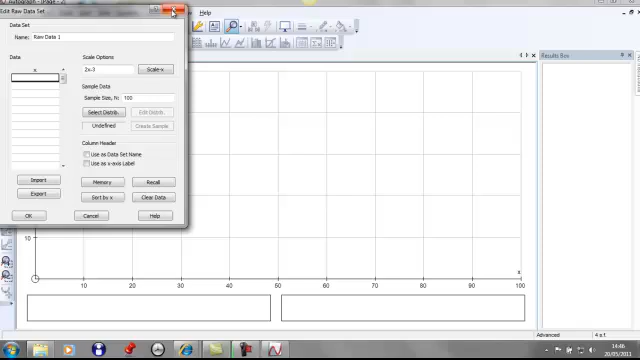 Autograph - [Page - 2]
Edit Raw Data Set
Help
Data Set
Name: Raw Data 1
Results Box
Data
Scale Options
x
2x-3
Scale-x
Sample Data
Sample Size, N: 100
Select Distrib.
Edit Distrib.
Undefined
Create Sample
Column Header
Use as Data Set Name
Use as x-axis Label
Import
Memory
Recall
Export
Sort by x
Clear Data
OK
Cancel
Help
10
x
10 20 30 40 50 60 70 80 90 100
Advanced 4 s.f.
14:46
20/05/2011